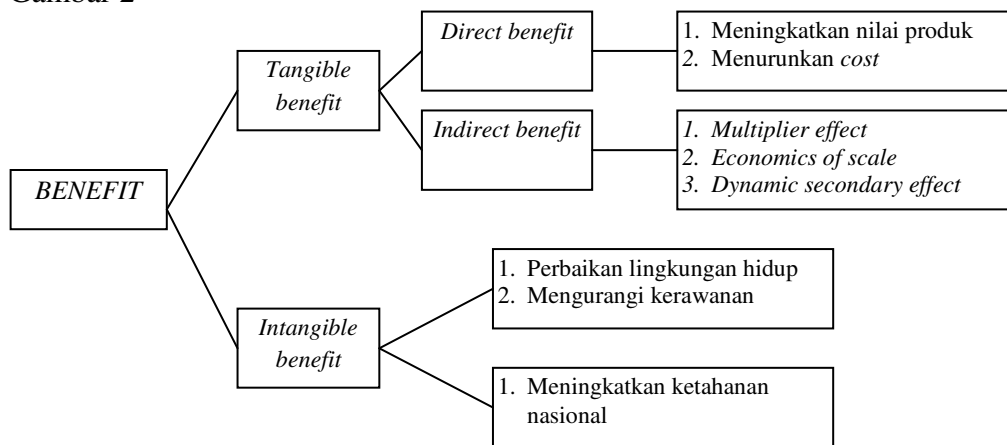 Gambar 2
Direct benefit
1. Meningkatkan nilai produk
2. Menurunkan cost
Tangible
benefit
Indirect benefit
1. Multiplier effect
2. Economics of scale
3. Dynamic secondary effect
BENEFIT
1. Perbaikan lingkungan hidup
2. Mengurangi kerawanan
Intangible
benefit
1. Meningkatkan ketahanan
nasional